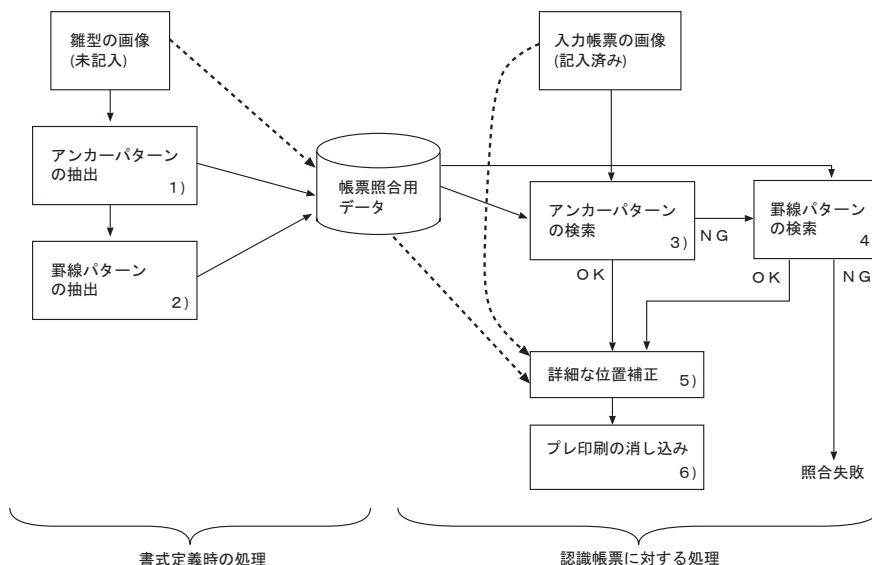 雛型の画像
(未記入)
入力帳票の画像
(記入済み)
アンカーパターン
の抽出
1)
帳票照合用
データ
アンカーパターン
の検索
3)
NG
罫線パターン
の検索
4
罫線パターン
の抽出
2)
OK
OK
NG
詳細な位置補正
5)
プレ印刷の消し込み
6)
照合失敗
書式定義時の処理
認識帳票に対する処理